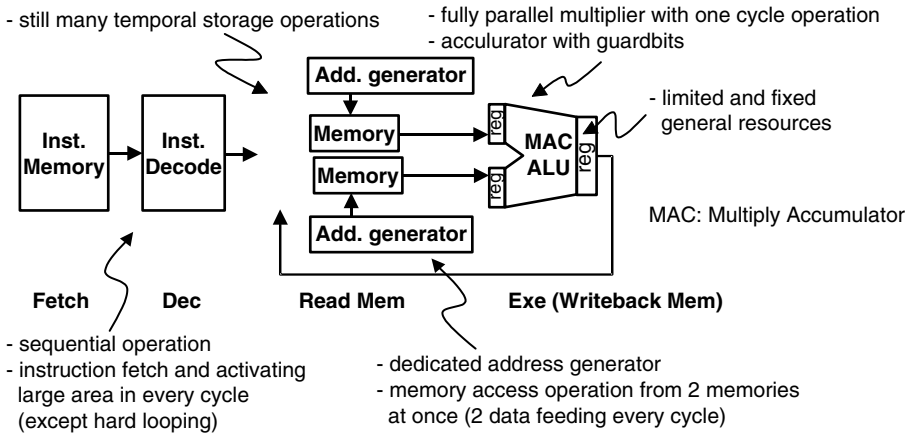 - still many temporal storage operations
- fully parallel multiplier with one cycle operation
- acculurator with guardbits
Add. generator
- limited and fixed
general resources
Inst.
Memory
Inst.
Decode
Memory
Memory
reg
reg
MAC
ALU
reg
Add. generator
MAC: Multiply Accumulator
Fetch
Dec
Read Mem
Exe (Writeback Mem)
- sequential operation
- instruction fetch and activating
large area in every cycle
(except hard looping)
- dedicated address generator
- memory access operation from 2 memories
at once (2 data feeding every cycle)